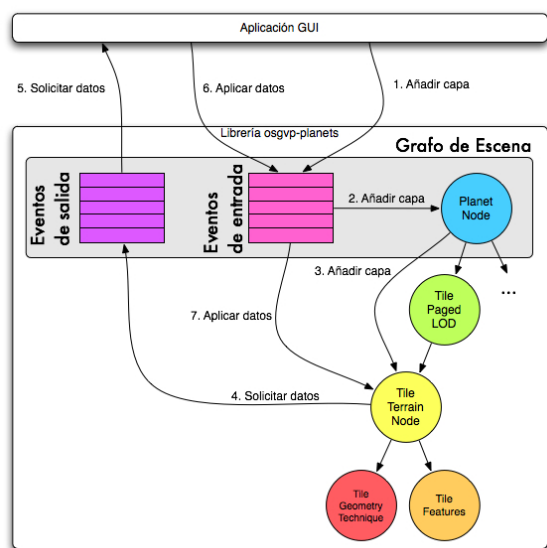 Aplicación GUI
5. Solicitar datos
6. Aplicar datos
1. Añadir capa
Librería osgvp-planets
Grafo de Escena
Eventos
de salida
Eventos
de entrada
2. Añadir capa
Planet
Node
3. Añadir capa
...
Tile
Paged
LOD
7. Aplicar datos
4. Solicitar datos
Tile
Terrain
Node
Tile
Geometry
Technique
Tile
Features